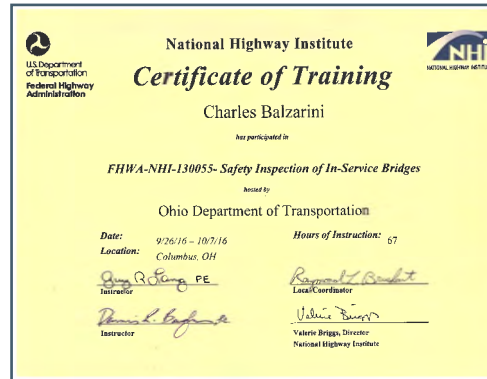 U.S. Department
of Transportation
Federal Highway
Administration
National Highway Institute
NHI
NATIONAL HIGHWAY INSTITU
Certificate of Training
Charles Balzarini
has participated in
FHWA-NHI-130055- Safety Inspection of In-Service Bridges
hosted by
Ohio Department of Transportation
Date: 9/26/16 – 10/7/16
Hours of Instruction: 67
Location: Columbus, OH
PE
Instructor
Local Coordinator
Valerie Briggs
Instructor
Valerie Briggs, Director
National Highway Institute